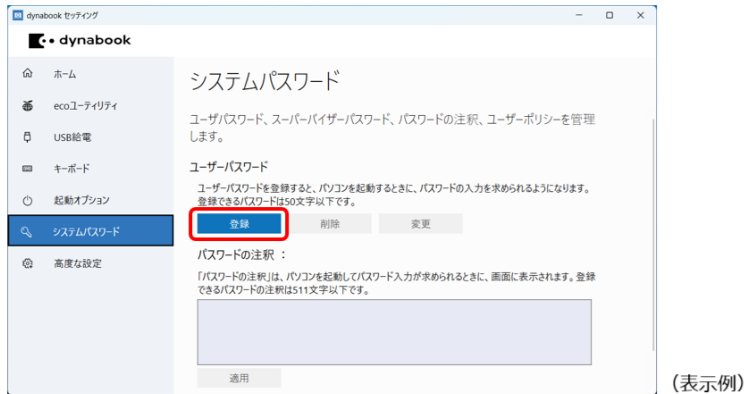 dynabook セッティング
dynabook
ホーム
ecoユーティリティ
USB給電
キーボード
起動オプション
システムパスワード
高度な設定
システムパスワード
ユーザパスワード、スーパーバイザーパスワード、パスワードの注釈、ユーザーポリシーを管理
します。
ユーザーパスワード
ユーザーパスワードを登録すると、パソコンを起動するときに、パスワードの入力を求められるようになります。
登録できるパスワードは50文字以下です。
登録 削除 変更
パスワードの注釈 ：
「パスワードの注釈」は、パソコンを起動してパスワード入力が求められるときに、画面に表示されます。登録
できるパスワードの注釈は511文字以下です。
適用
（表示例）